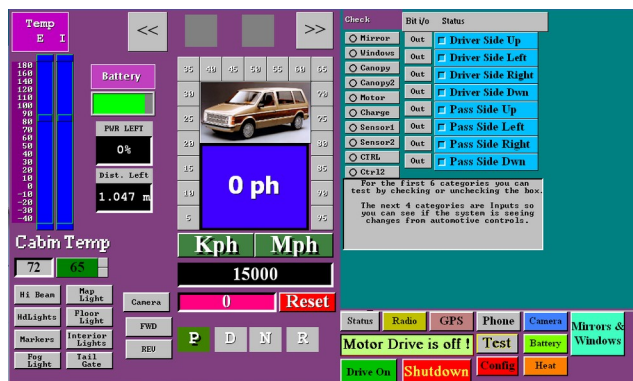 Temp
E I
180
160
140
120
110
100
90
80
70
60
50
40
30
20
10
0
-10
-20
-30
-40
Battery
PWR LEFT
0%
Dist. Left
1.047 m
Cabin Temp
72 65
Hi Beam Map Light
HdLights Floor Light
Markers Interior Lights
Fog Light Tail Gate
Camera
FWD
REV
<< >>
35 40 45 50 55 60 65
30 70
25 75
20 80
15 85
10 90
5 95
0 ph
Kph Mph
15000
0 Reset
P D N R
Check Bit i/o Status
Mirror Out Driver Side Up
Windows Out Driver Side Left
Canopy Out Driver Side Right
Canopy2 Out Driver Side Dwn
Motor Out Pass Side Up
Charge Out Pass Side Left
Sensor1 Out Pass Side Right
Sensor2 Out Pass Side Dwn
CTRL
Ctrl2
For the first 6 categories you can
test by checking or unchecking the box.
The next 4 categories are Inputs so
you can see if the system is seeing
changes from automotive controls.
Status Radio GPS Phone Camera Mirrors & Windows
Motor Drive is off ! Test Battery
Drive On Shutdown Config Heat